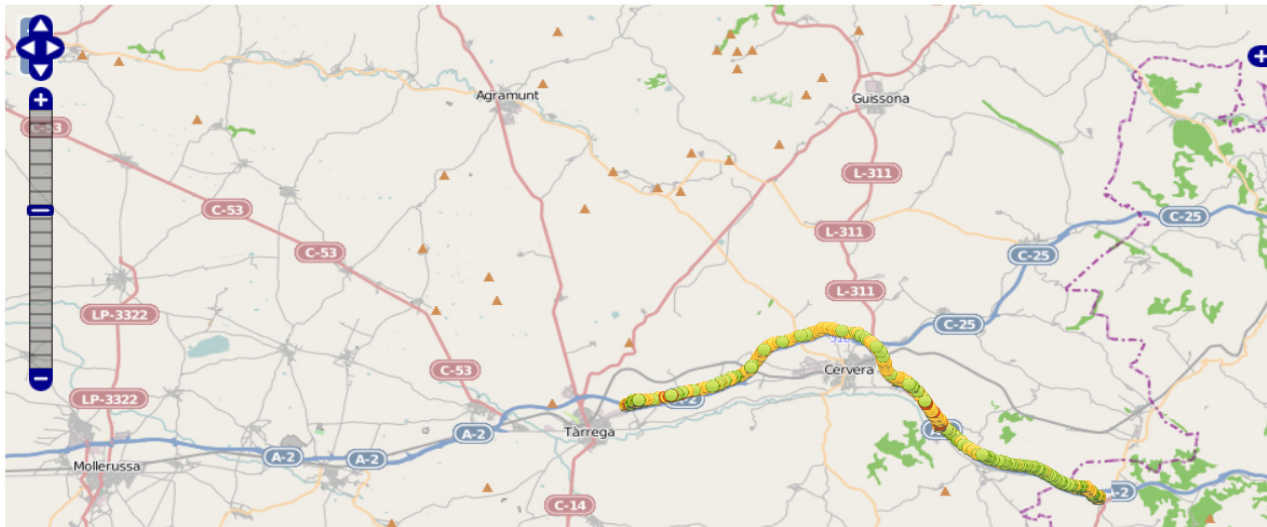 Agramunt
Guissona
C-53
L-311
C-53
C-25
L-311
C-53
C-25
L-311
LP-3322
C-25
C-53
Cervera
LP-3322
A-2
Tàrrega
A-2
Mollerussa
A-2
A-2
-2
C-14